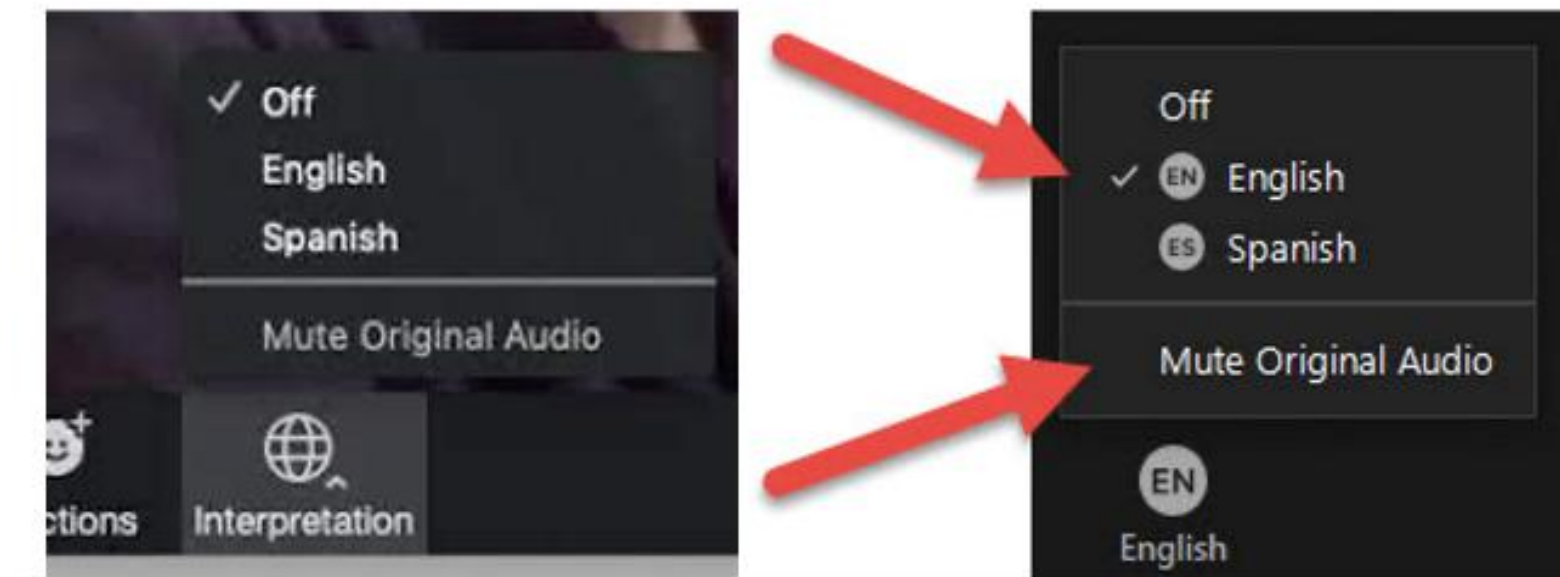 Off
English
Spanish
Mute Original Audio
ctions
Interpretation
Off
EN English
ES Spanish
Mute Original Audio
EN
English